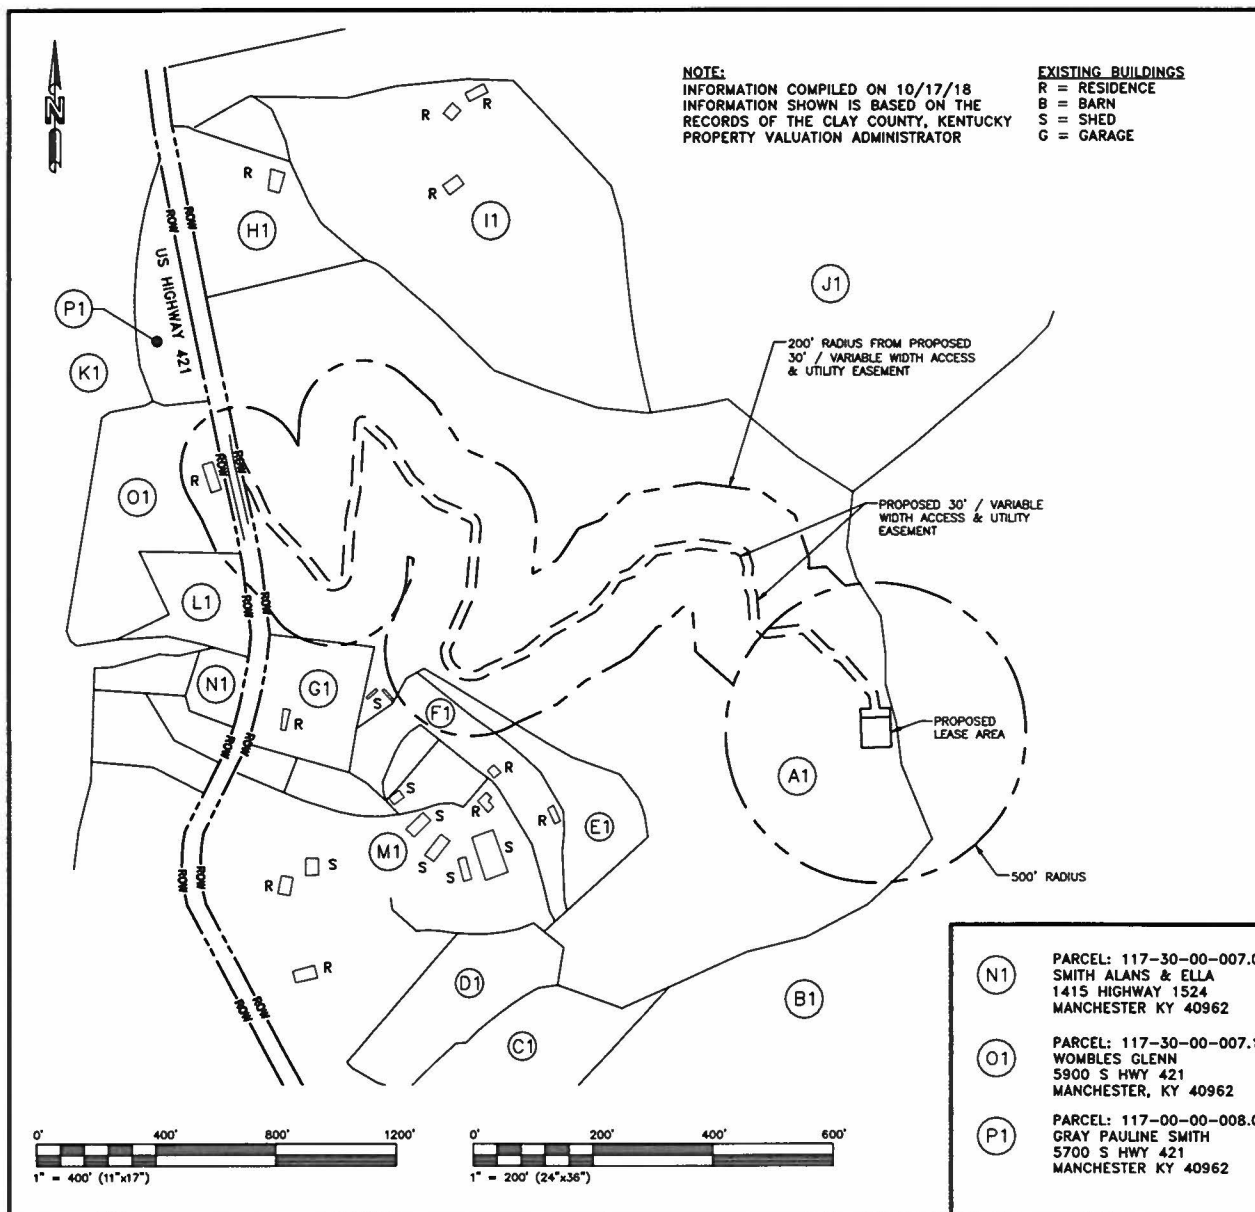 N
NOTE:
INFORMATION COMPILED ON 10/17/18
INFORMATION SHOWN IS BASED ON THE
RECORDS OF THE CLAY COUNTY, KENTUCKY
PROPERTY VALUATION ADMINISTRATOR
EXISTING BUILDINGS
R = RESIDENCE
B = BARN
S = SHED
G = GARAGE
R
R
R
R
H1
I1
J1
P1
K1
ROW
ROW
US HIGHWAY 421
200' RADIUS FROM PROPOSED
30' / VARIABLE WIDTH ACCESS
& UTILITY EASEMENT
PROPOSED 30' / VARIABLE
WIDTH ACCESS & UTILITY
EASEMENT
R
ROW
ROW
O1
L1
ROW
ROW
N1
G1
R
S
F1
PROPOSED
LEASE AREA
ROW
ROW
A1
R
S
R
R
E1
S
M1
S
S
S
S
R
ROW
ROW
500' RADIUS
R
D1
B1
C1
ROW
ROW
N1
PARCEL: 117-30-00-007.0
SMITH ALANS & ELLA
1415 HIGHWAY 1524
MANCHESTER KY 40962
O1
PARCEL: 117-30-00-007.1
WOMBLES GLENN
5900 S HWY 421
MANCHESTER, KY 40962
P1
PARCEL: 117-00-00-008.0
GRAY PAULINE SMITH
5700 S HWY 421
MANCHESTER KY 40962
0' 400' 800' 1200'
1" = 400' (11"x17")
0' 200' 400' 600'
1" = 200' (24"x36")